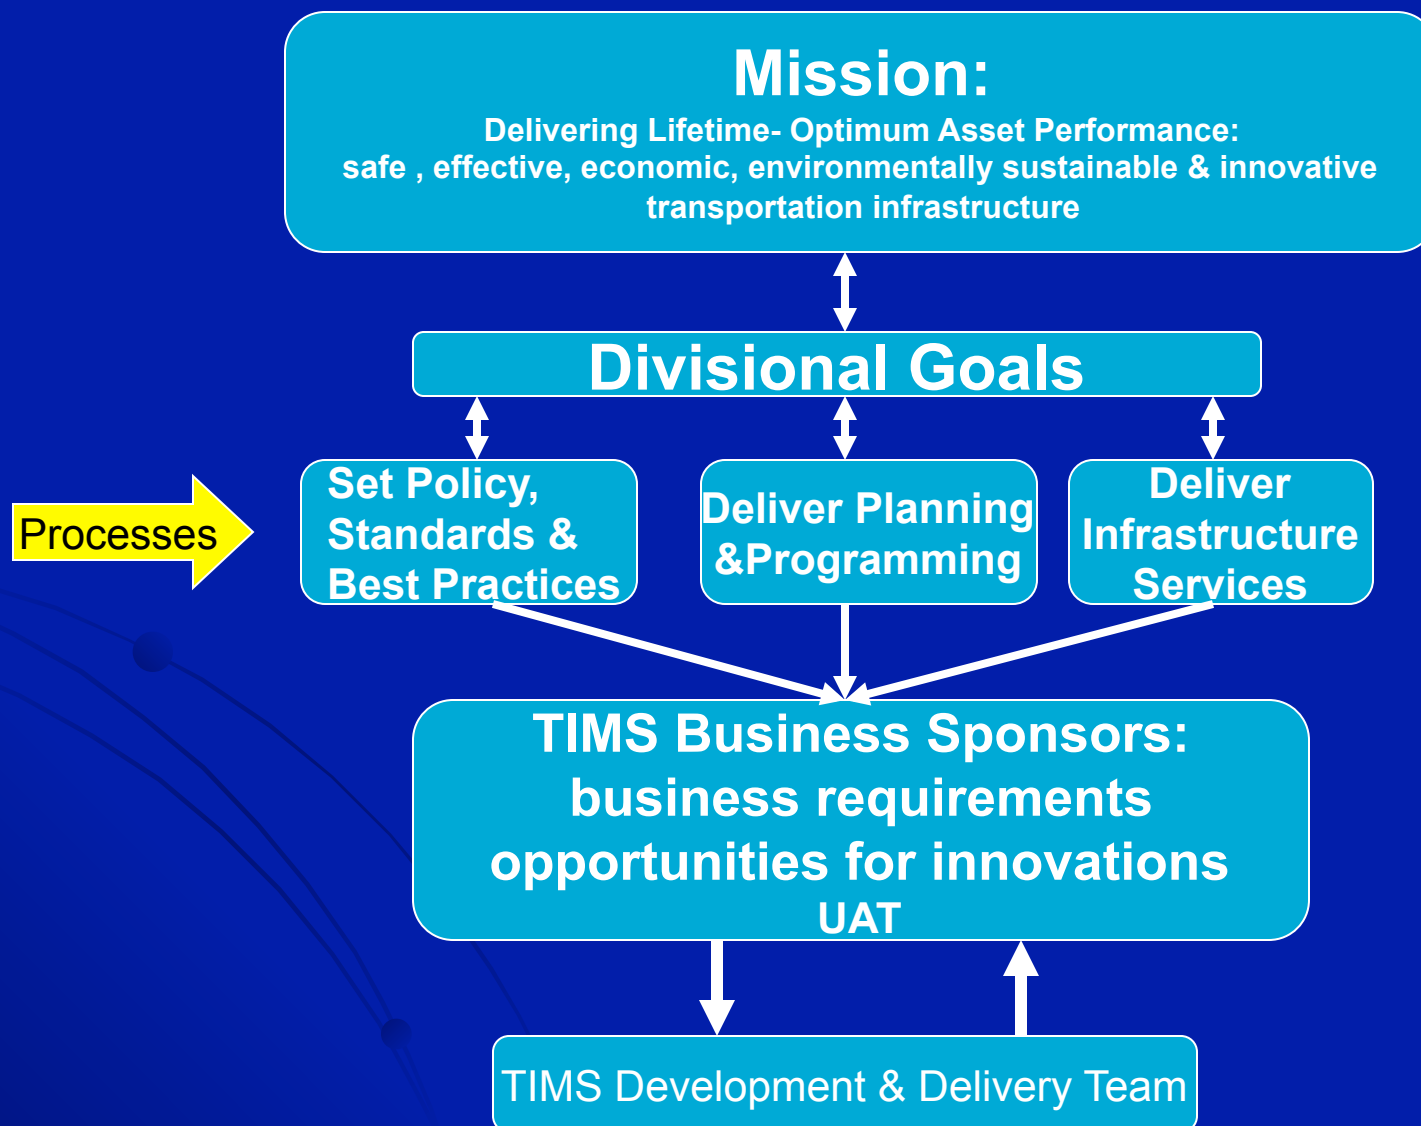 Mission:
Delivering Lifetime- Optimum Asset Performance:
safe , effective, economic, environmentally sustainable & innovative
transportation infrastructure
Divisional Goals
Processes
Set Policy,
Standards &
Best Practices
Deliver Planning
&Programming
Deliver
Infrastructure
Services
TIMS Business Sponsors:
business requirements
opportunities for innovations
UAT
TIMS Development & Delivery Team